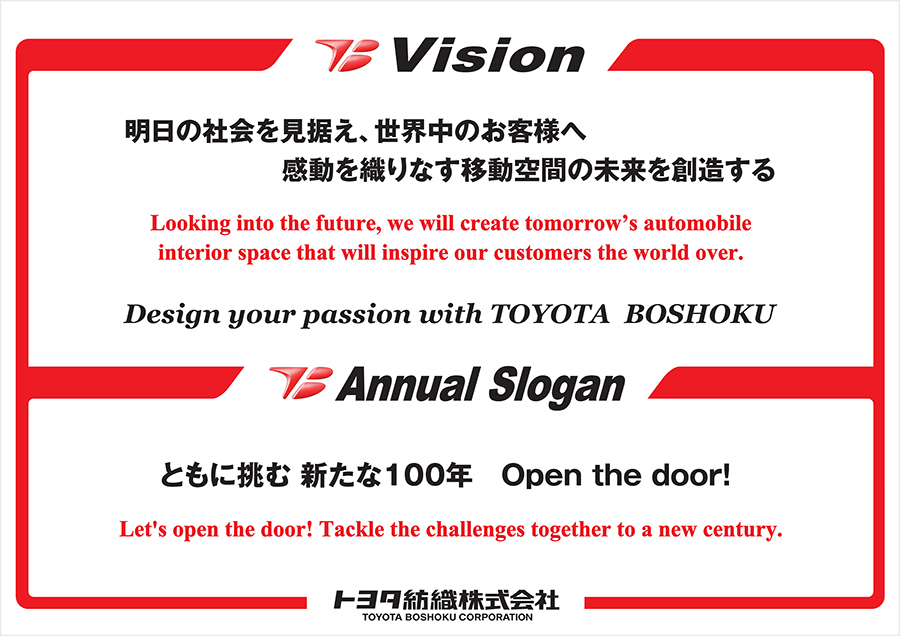 TB Vision
明日の社会を見据え、世界中のお客様へ
感動を織りなす移動空間の未来を創造する
Looking into the future, we will create tomorrow’s automobile
interior space that will inspire our customers the world over.
Design your passion with TOYOTA BOSHOKU
TB Annual Slogan
ともに挑む 新たな100年　Open the door!
Let's open the door! Tackle the challenges together to a new century.
トヨタ紡織株式会社
TOYOTA BOSHOKU CORPORATION